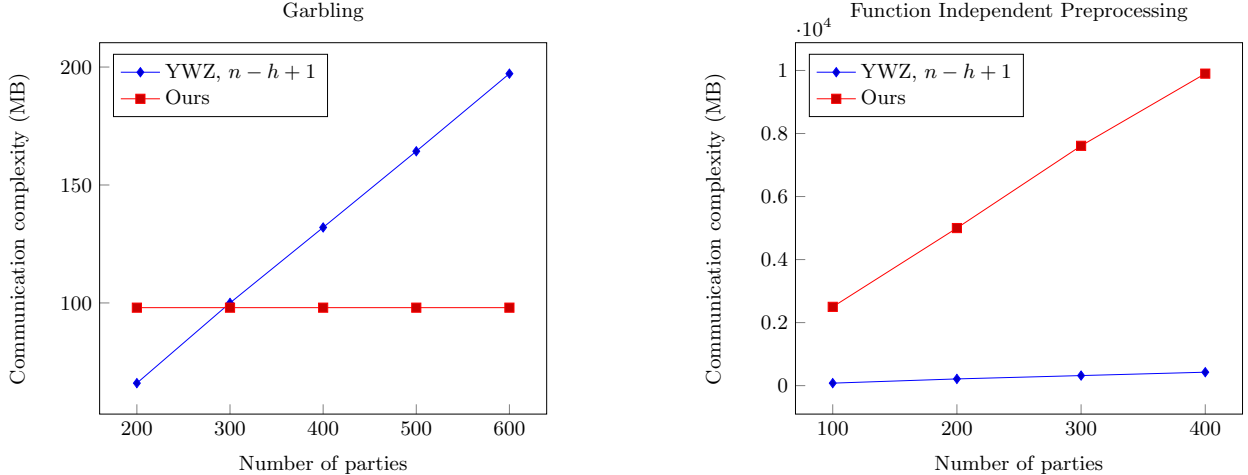 Garbling
YWZ, n − h + 1
Ours
200
150
100
200 300 400 500 600
Number of parties
Communication complexity (MB)
Function Independent Preprocessing
·10⁴
YWZ, n − h + 1
Ours
1
0.8
0.6
0.4
0.2
0
100 200 300 400
Number of parties
Communication complexity (MB)